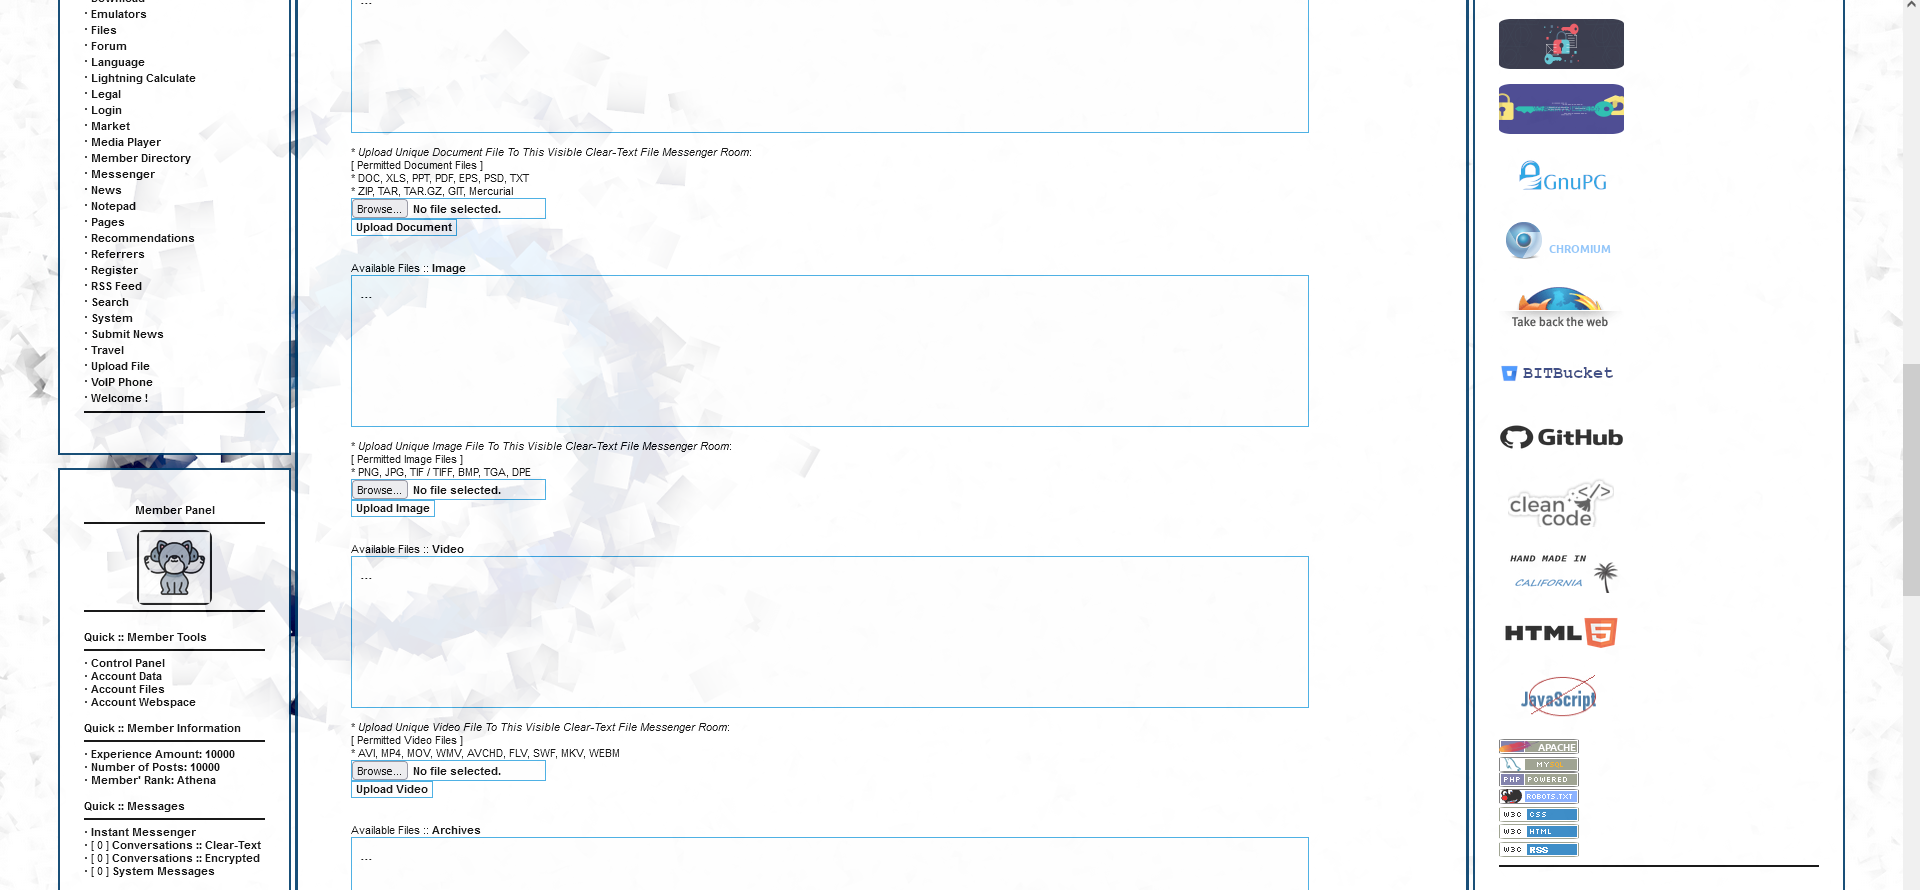 · Emulators
· Files
· Forum
· Language
· Lightning Calculate
· Legal
· Login
· Market
· Media Player
· Member Directory
· Messenger
· News
· Notepad
· Pages
· Recommendations
· Referrers
· Register
· RSS Feed
· Search
· System
· Submit News
· Travel
· Upload File
· VoIP Phone
· Welcome !
Member Panel
Quick :: Member Tools
· Control Panel
· Account Data
· Account Files
· Account Webspace
Quick :: Member Information
· Experience Amount: 10000
· Number of Posts: 10000
· Member' Rank: Athena
Quick :: Messages
· Instant Messenger
· [ 0 ] Conversations :: Clear-Text
· [ 0 ] Conversations :: Encrypted
· [ 0 ] System Messages
...
* Upload Unique Document File To This Visible Clear-Text File Messenger Room:
[ Permitted Document Files ]
* DOC, XLS, PPT, PDF, EPS, PSD, TXT
* ZIP, TAR, TAR.GZ, GIT, Mercurial
Browse... No file selected.
Upload Document
Available Files :: Image
...
* Upload Unique Image File To This Visible Clear-Text File Messenger Room:
[ Permitted Image Files ]
* PNG, JPG, TIF / TIFF, BMP, TGA, DPE
Browse... No file selected.
Upload Image
Available Files :: Video
...
* Upload Unique Video File To This Visible Clear-Text File Messenger Room:
[ Permitted Video Files ]
* AVI, MP4, MOV, WMV, AVCHD, FLV, SWF, MKV, WEBM
Browse... No file selected.
Upload Video
Available Files :: Archives
...
GnuPG
CHROMIUM
Take back the web
BITBucket
GitHub
clean </>
code
HAND MADE IN
CALIFORNIA
HTML 5
JavaScript
APACHE
MYSQL
PHP POWERED
ROBOTS.TXT
W3C CSS
W3C HTML
W3C RSS